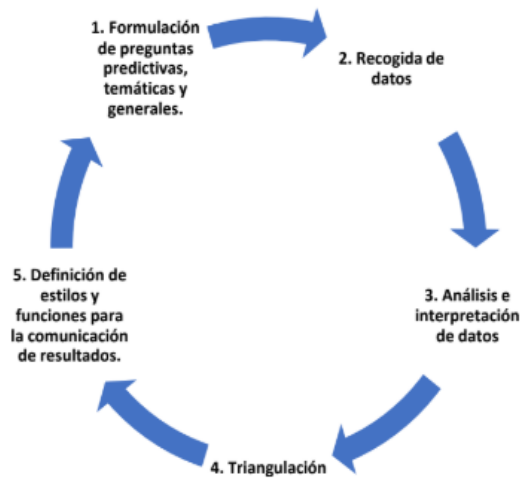 1. Formulación
de preguntas
predictivas,
temáticas y
generales.
2. Recogida de
datos
3. Análisis e
interpretación
de datos
4. Triangulación
5. Definición de
estilos y
funciones para
la comunicación
de resultados.